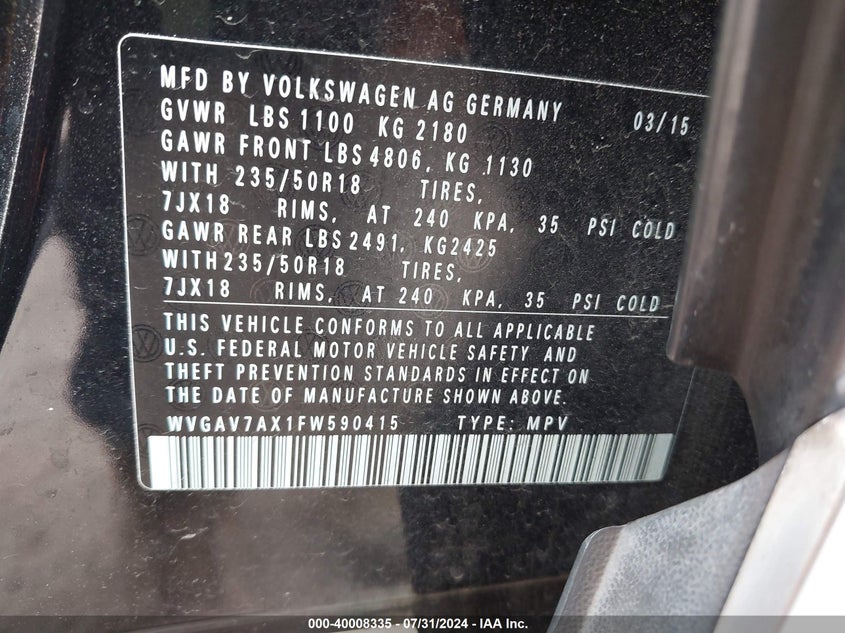 MFD BY VOLKSWAGEN AG GERMANY 03/15
GVWR LBS 1100 KG 2180
GAWR FRONT LBS 4806, KG 1130
WITH 235/50R18 TIRES,
7JX18 RIMS, AT 240 KPA, 35 PSI COLD
GAWR REAR LBS 2491, KG2425
WITH235/50R18 TIRES,
7JX18 RIMS, AT 240 KPA, 35 PSI COLD
THIS VEHICLE CONFORMS TO ALL APPLICABLE
U.S. FEDERAL MOTOR VEHICLE SAFETY AND
THEFT PREVENTION STANDARDS IN EFFECT ON
THE DATE OF MANUFACTURE SHOWN ABOVE.
WVGAV7AX1FW590415 TYPE: MPV
000-40008335 - 07/31/2024 - IAA Inc.